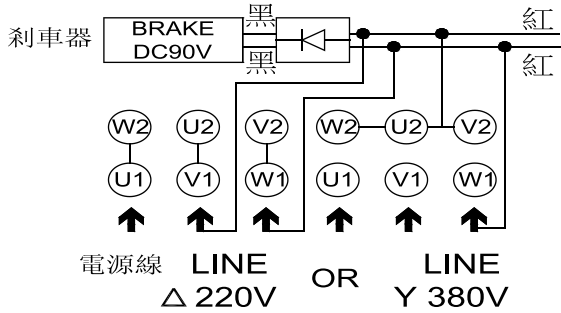 黑 紅
剎車器 BRAKE
DC90V
黑 紅
W2 U2 V2 W2 U2 V2
U1 V1 W1 U1 V1 W1
電源線 LINE OR LINE
△ 220V Y 380V